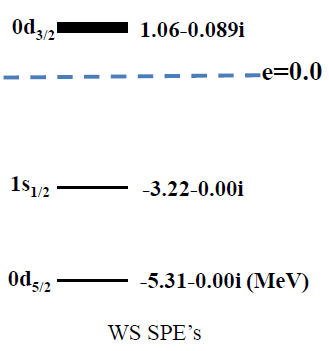 0d3/2 1.06-0.089i
e=0.0
1s1/2 -3.22-0.00i
0d5/2 -5.31-0.00i (MeV)
WS SPE's